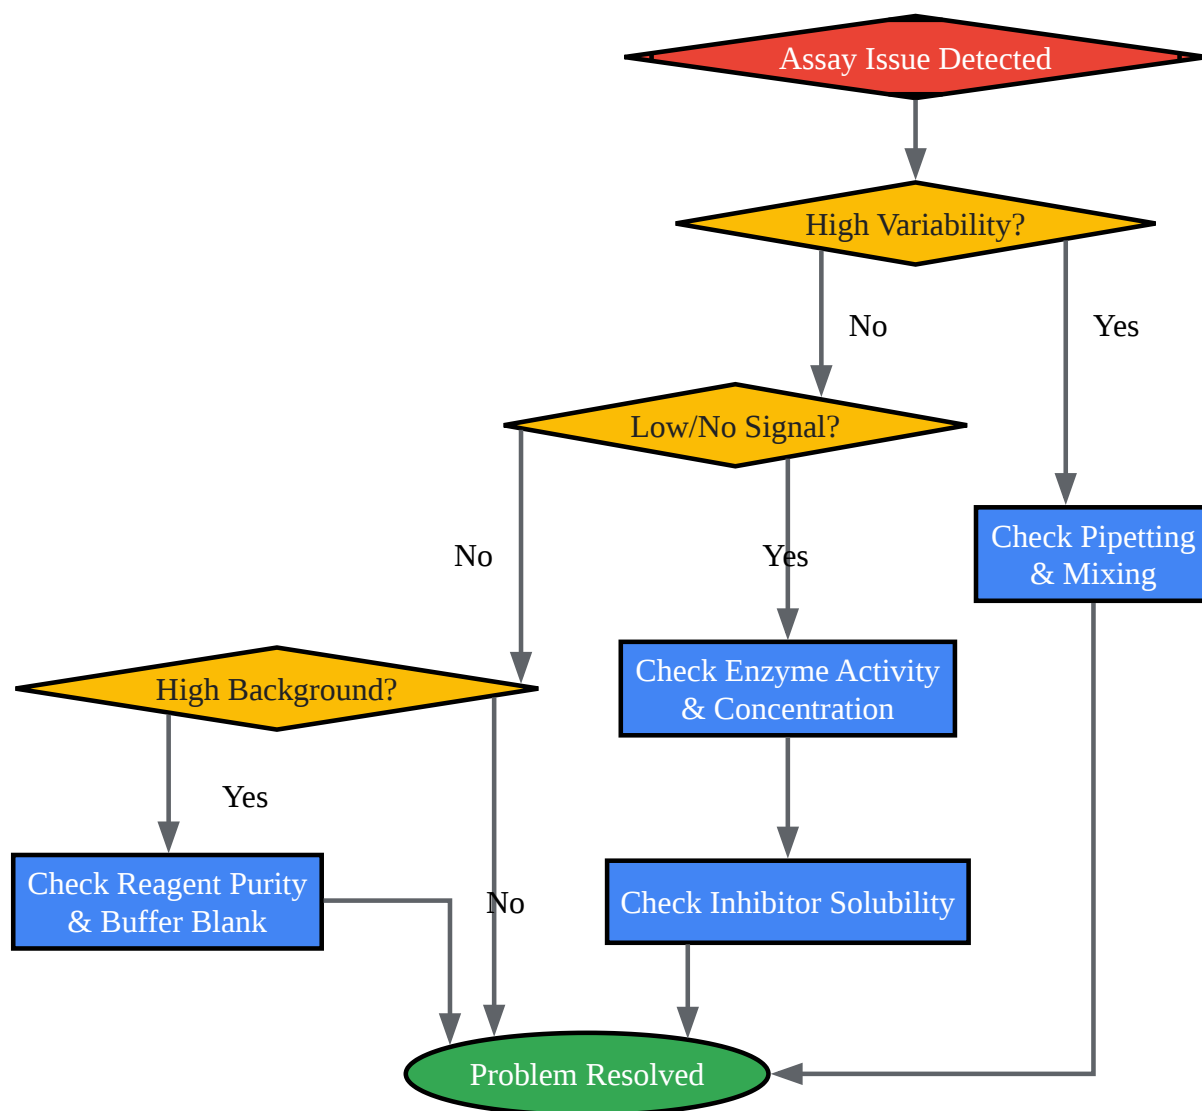 Assay Issue Detected
High Variability?
No
Yes
Low/No Signal?
Check Pipetting
& Mixing
No
Yes
Check Enzyme Activity
& Concentration
High Background?
Yes
Check Reagent Purity
& Buffer Blank
No
Check Inhibitor Solubility
Problem Resolved